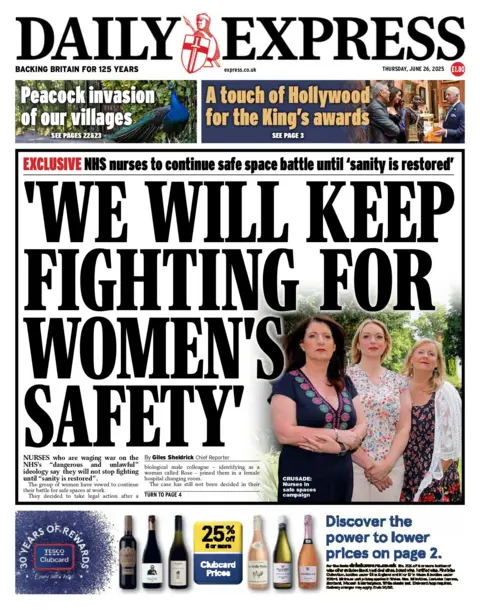 DAILY EXPRESS
BACKING BRITAIN FOR 125 YEARS
express.co.uk
THURSDAY, JUNE 26, 2025
£1.80
Peacock invasion
of our villages
SEE PAGES 22&23
A touch of Hollywood
for the King's awards
SEE PAGE 3
EXCLUSIVE NHS nurses to continue safe space battle until ‘sanity is restored’
'WE WILL KEEP
FIGHTING FOR
WOMEN'S
SAFETY'
NURSES who are waging war on the
NHS's “dangerous and unlawful”
ideology say they will not stop fighting
until “sanity is restored”.
The group of women have vowed to continue
their battle for safe spaces at work.
They decided to take legal action after a
By Giles Sheldrick Chief Reporter
biological male colleague – identifying as a
woman called Rose – joined them in a female
hospital changing room.
The case has still not been decided in their
TURN TO PAGE 4
CRUSADE:
Nurses in
safe spaces
campaign
30 YEARS OF REWARDS
TESCO
Clubcard
Every little helps
25%
off
6 or more
Clubcard
Prices
Discover the
power to lower
prices on page 2.